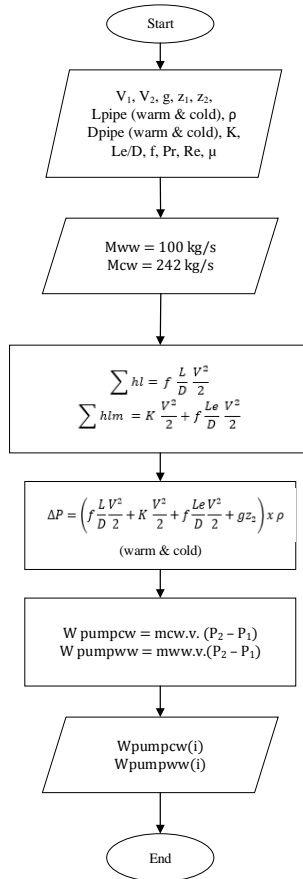 Start
V₁, V₂, g, z₁, z₂,
Lpipe (warm & cold), ρ
Dpipe (warm & cold), K,
Le/D, f, Pr, Re, μ
Mww = 100 kg/s
Mcw = 242 kg/s
∑ hl = f L/D V²/2
∑ hlm = K V²/2 + f Le/D V²/2
ΔP = (f L/D V²/2 + K V²/2 + f Le/D V²/2 + gz₂) x ρ
(warm & cold)
W pumpcw = mcw.v. (P₂ – P₁)
W pumpww = mww.v.(P₂ – P₁)
Wpumpcw(i)
Wpumpww(i)
End